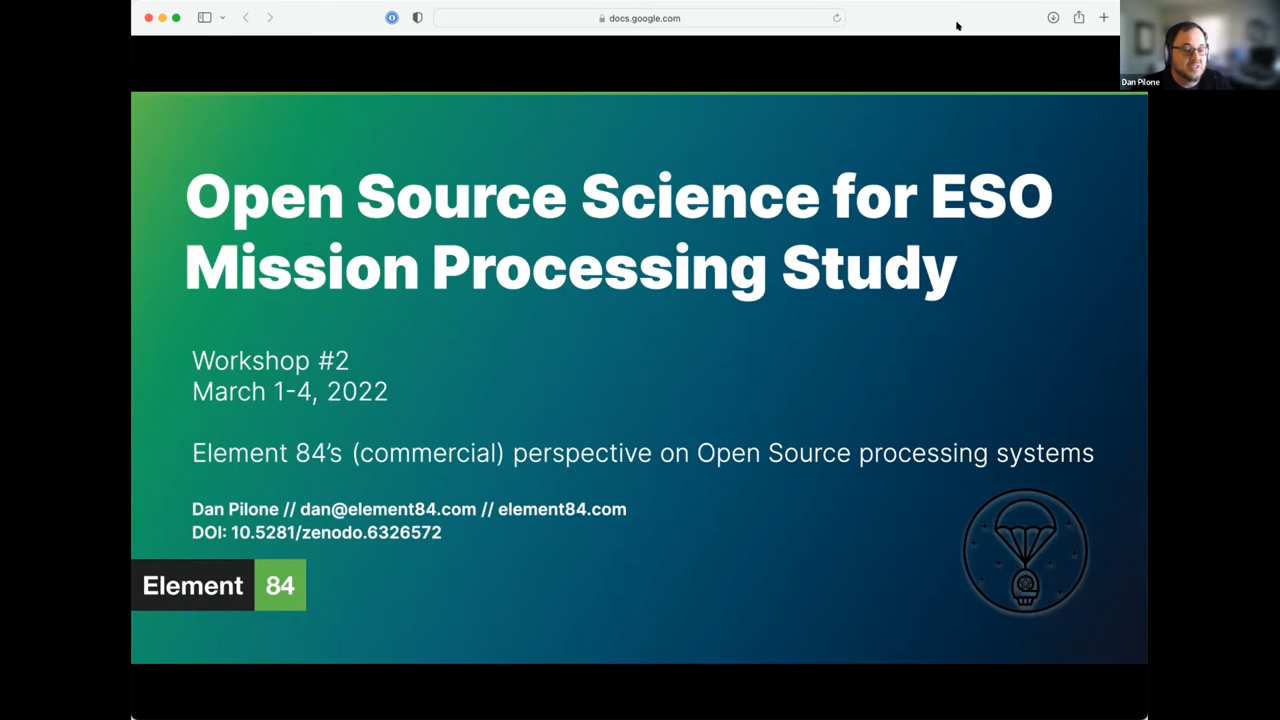 docs.google.com
Dan Pilone
Open Source Science for ESO
Mission Processing Study
Workshop #2
March 1-4, 2022
Element 84’s (commercial) perspective on Open Source processing systems
Dan Pilone // dan@element84.com // element84.com
DOI: 10.5281/zenodo.6326572
Element 84